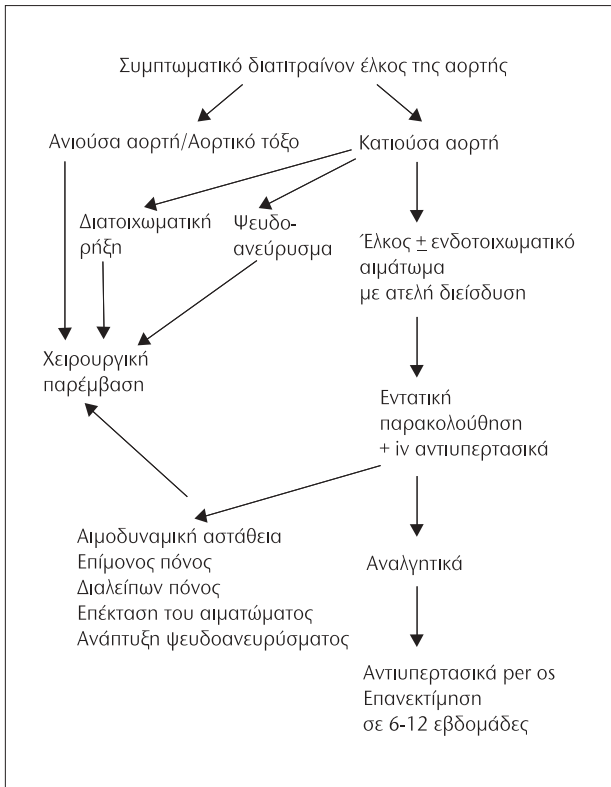 Συμπτωματικό διατιτραίνον έλκος της αορτής
Ανιούσα αορτή/Αορτικό τόξο
Κατιούσα αορτή
Διατοιχωματική
ρήξη
Ψευδο-
ανεύρυσμα
Έλκος ± ενδοτοιχωματικό
αιμάτωμα
με ατελή διείσδυση
Χειρουργική
παρέμβαση
Εντατική
παρακολούθηση
+ iv αντιυπερτασικά
Αιμοδυναμική αστάθεια
Επίμονος πόνος
Διαλείπων πόνος
Επέκταση του αιματώματος
Ανάπτυξη ψευδοανευρύσματος
Αναλγητικά
Αντιυπερτασικά per os
Επανεκτίμηση
σε 6-12 εβδομάδες